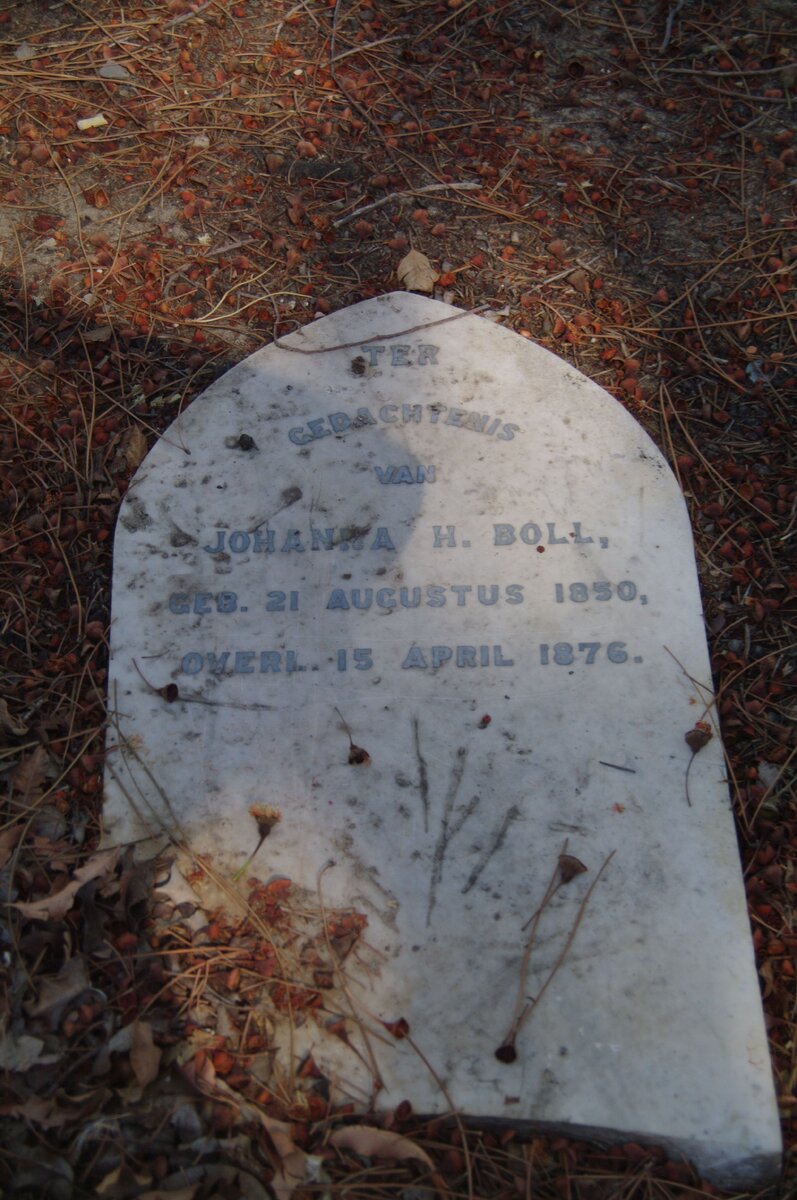 TER
GEDACHTENIS
VAN
JOHANNA H. BOLL,
GEB. 21 AUGUSTUS 1850,
OVERL. 15 APRIL 1876.